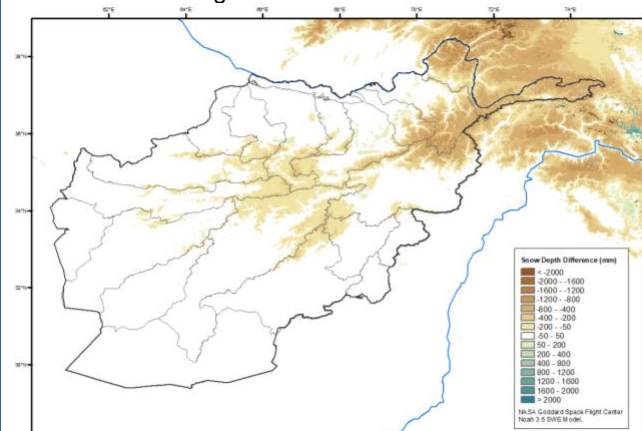 62°E 64°E 66°E 68°E 70°E 72°E 74°E
38°N
36°N
34°N
32°N
30°N
Snow Depth Difference (mm)
< -2000
-2000 - -1600
-1600 - -1200
-1200 - -800
-800 - -400
-400 - -200
-200 - -50
-50 - 50
50 - 200
200 - 400
400 - 800
800 - 1200
1200 - 1600
1600 - 2000
> 2000
NASA Goddard Space Flight Center
Noah 3.6 SWE Model.